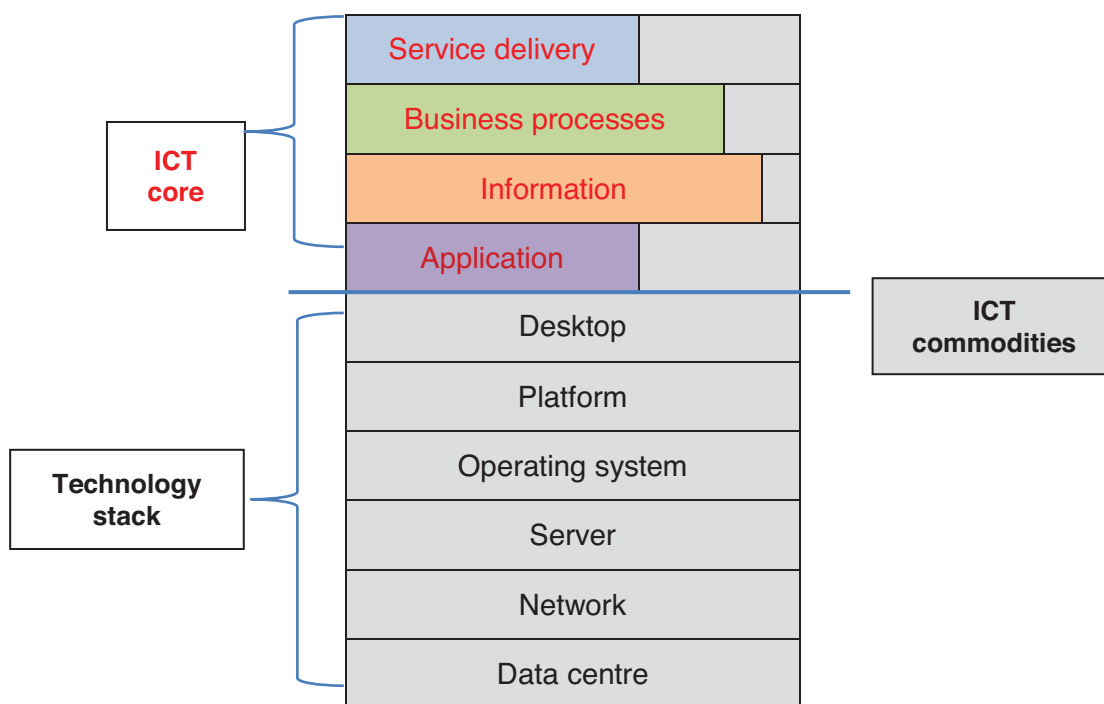 Service delivery
Business processes
ICT
core
Information
Application
Desktop
ICT
commodities
Platform
Operating system
Technology
stack
Server
Network
Data centre